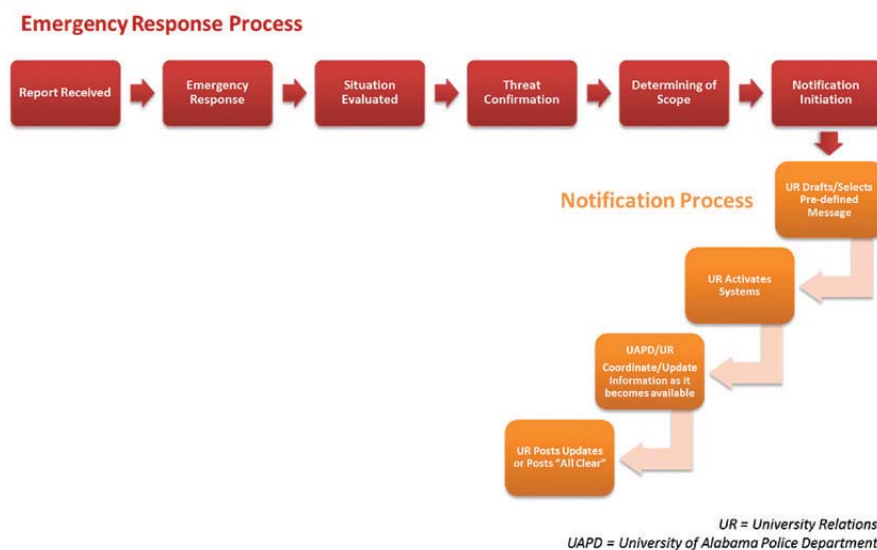 Emergency Response Process
Report Received
Emergency
Response
Situation
Evaluated
Threat
Confirmation
Determining of
Scope
Notification
Initiation
UR Drafts/Selects
Pre-defined
Message
Notification Process
UR Activates
Systems
UAPD/UR
Coordinate/Update
Information as it
becomes available
UR Posts Updates
or Posts “All Clear”
UR = University Relations
UAPD = University of Alabama Police Department